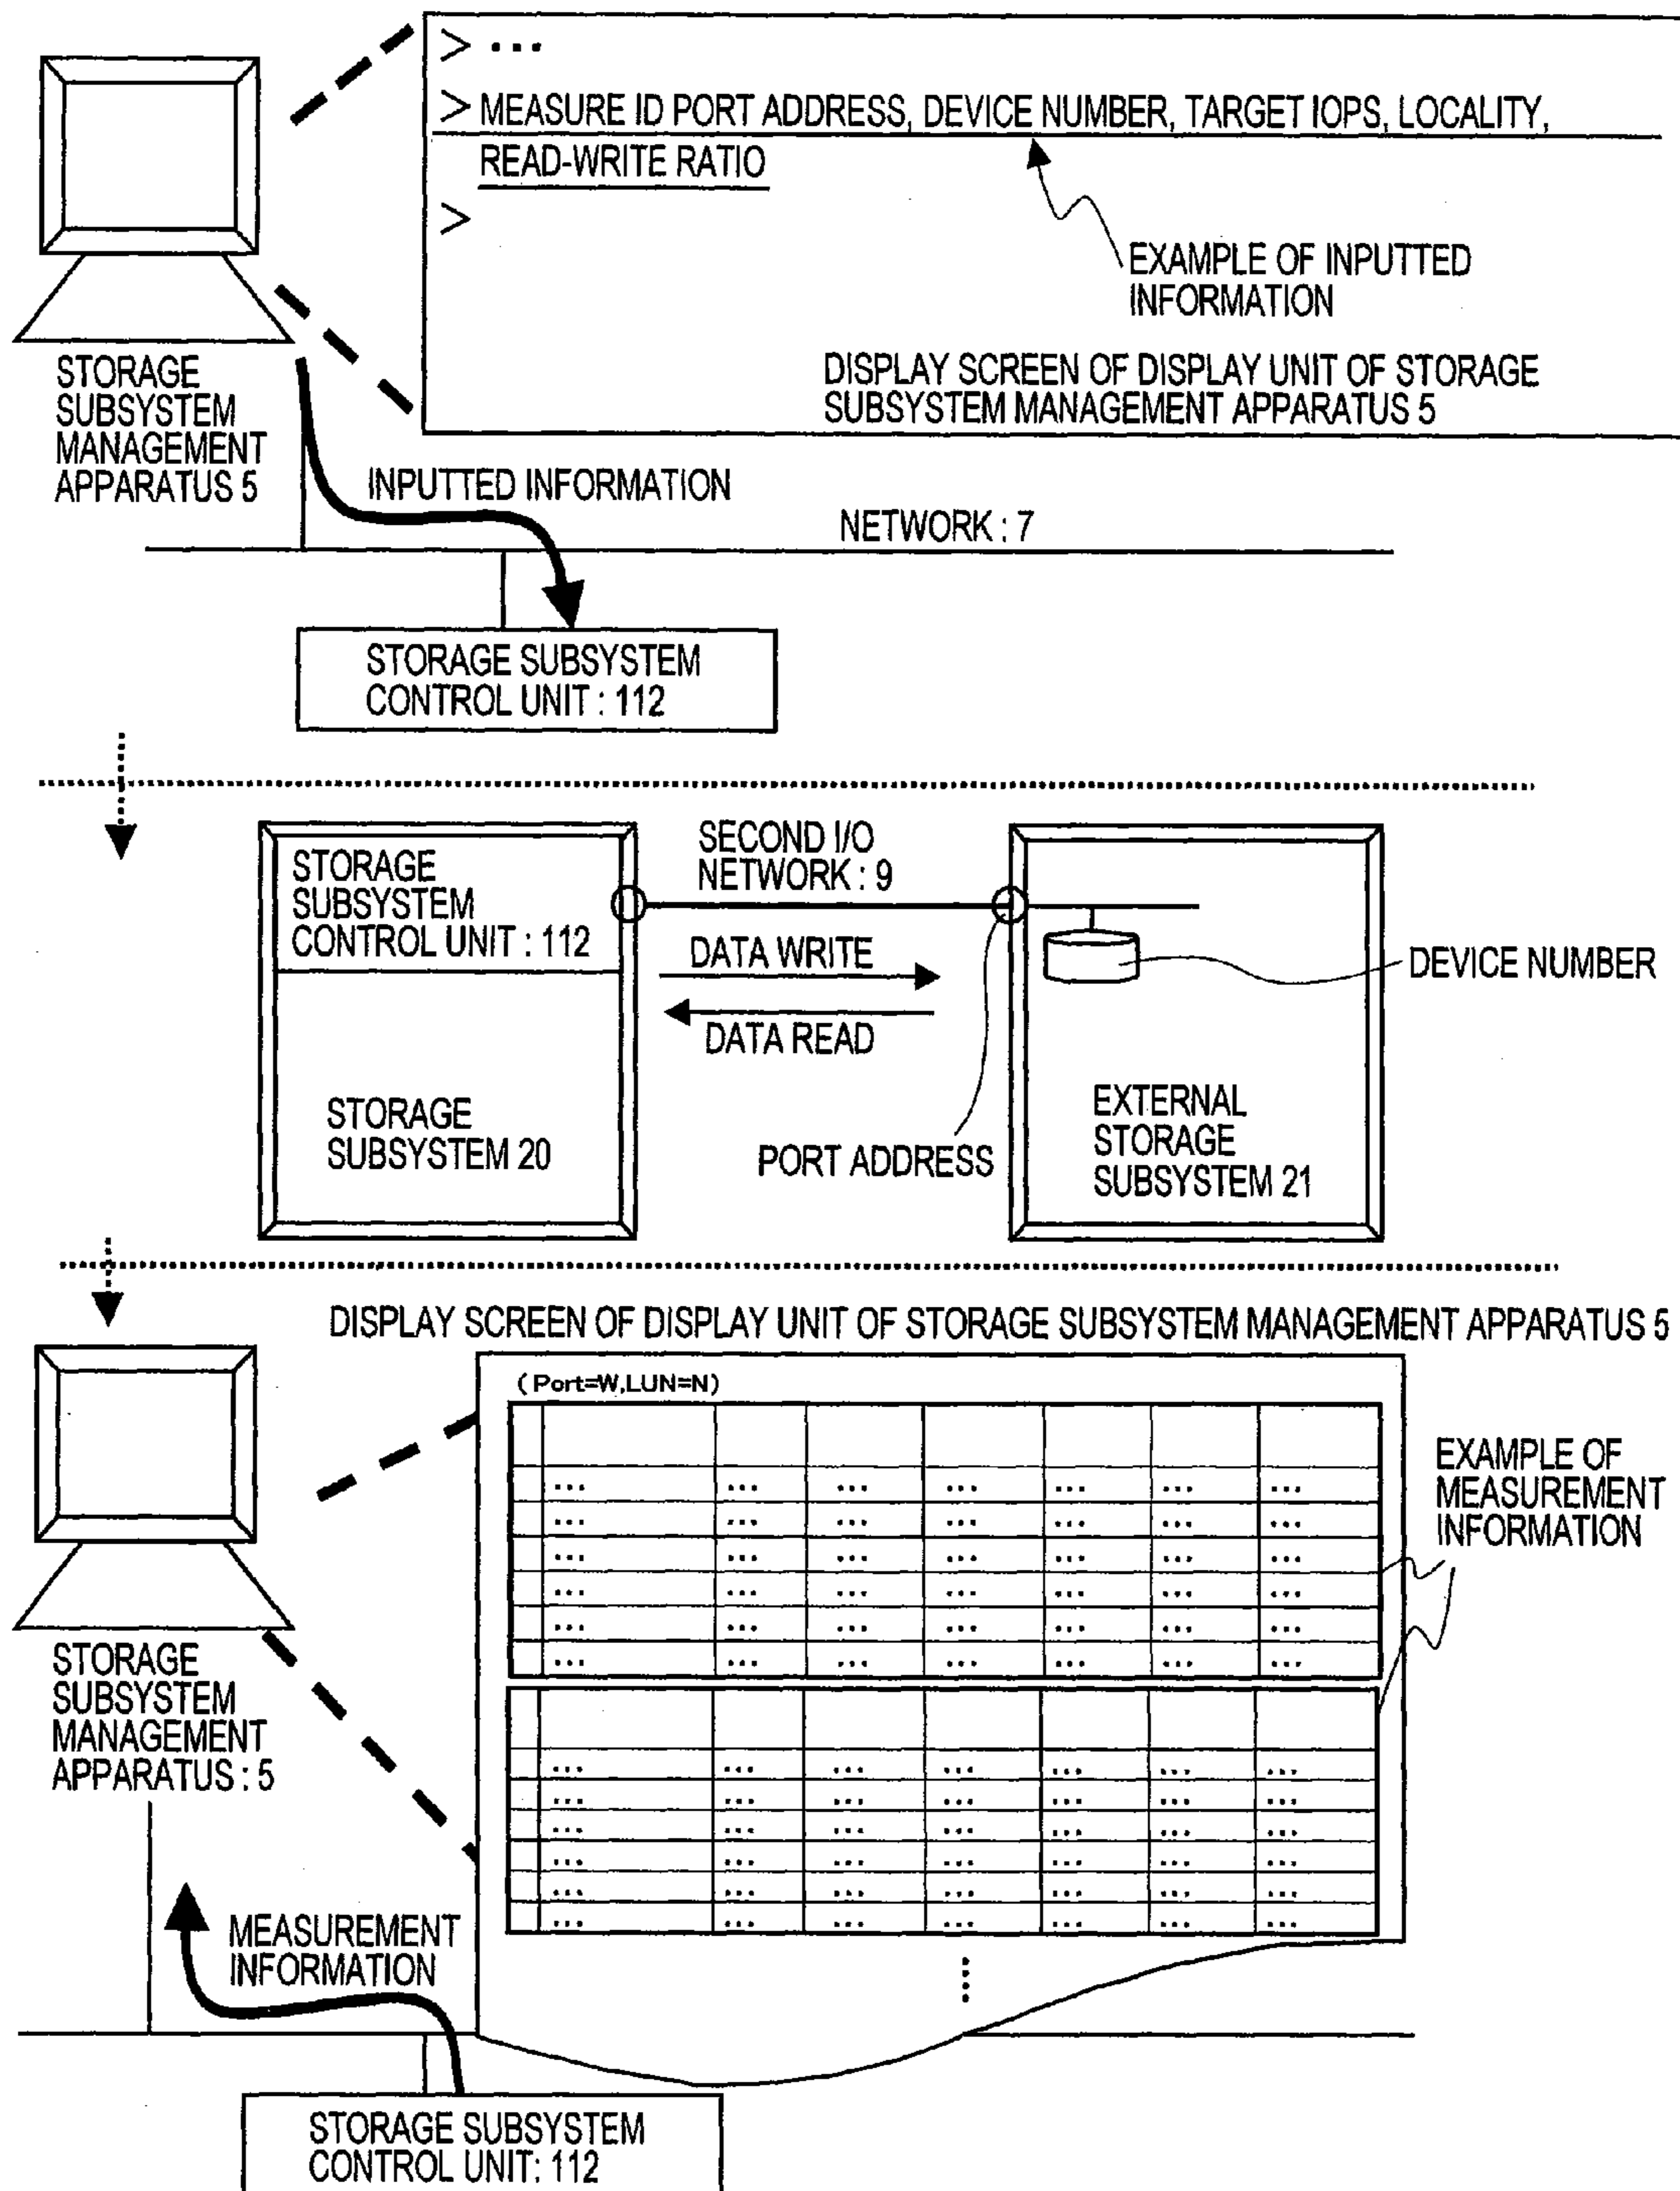 > ...
> MEASURE ID PORT ADDRESS, DEVICE NUMBER, TARGET IOPS, LOCALITY,
READ-WRITE RATIO
>
EXAMPLE OF INPUTTED
INFORMATION
DISPLAY SCREEN OF DISPLAY UNIT OF STORAGE
SUBSYSTEM MANAGEMENT APPARATUS 5
STORAGE
SUBSYSTEM
MANAGEMENT
APPARATUS 5
INPUTTED INFORMATION
NETWORK : 7
STORAGE SUBSYSTEM
CONTROL UNIT : 112
STORAGE
SUBSYSTEM
CONTROL UNIT : 112
SECOND I/O
NETWORK : 9
DATA WRITE
DATA READ
DEVICE NUMBER
STORAGE
SUBSYSTEM 20
PORT ADDRESS
EXTERNAL
STORAGE
SUBSYSTEM 21
DISPLAY SCREEN OF DISPLAY UNIT OF STORAGE SUBSYSTEM MANAGEMENT APPARATUS 5
(Port=W,LUN=N)
... ... ... ... ... ... ...
... ... ... ... ... ... ...
... ... ... ... ... ... ...
... ... ... ... ... ... ...
... ... ... ... ... ... ...
... ... ... ... ... ... ...
EXAMPLE OF
MEASUREMENT
INFORMATION
... ... ... ... ... ... ...
... ... ... ... ... ... ...
... ... ... ... ... ... ...
... ... ... ... ... ... ...
... ... ... ... ... ... ...
... ... ... ... ... ... ...
STORAGE
SUBSYSTEM
MANAGEMENT
APPARATUS : 5
MEASUREMENT
INFORMATION
STORAGE SUBSYSTEM
CONTROL UNIT: 112